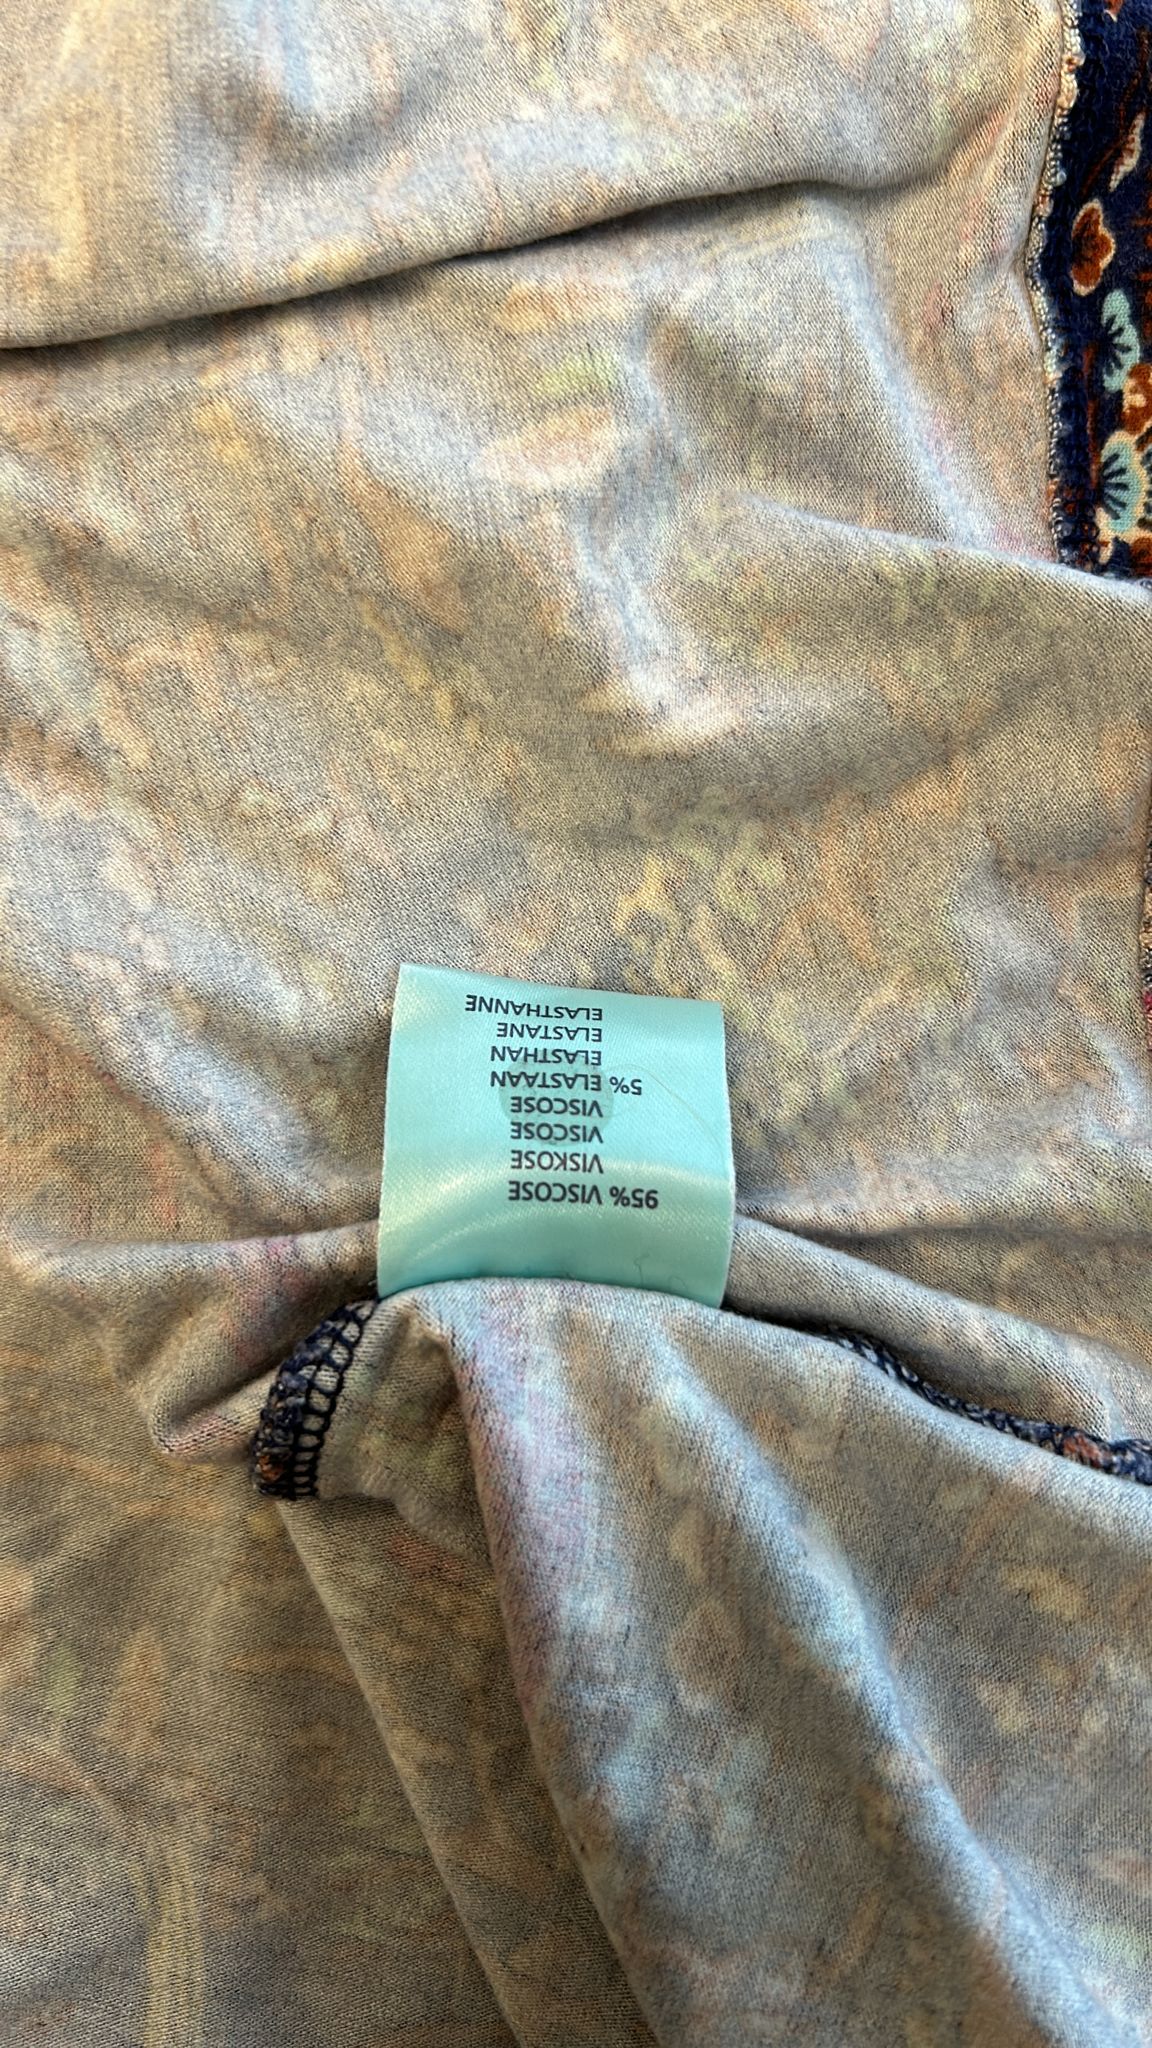 95% VISCOSE
VISKOSE
VISCOSE
VISCOSE
5% ELASTAAN
ELASTHAN
ELASTANE
ELASTHANNE